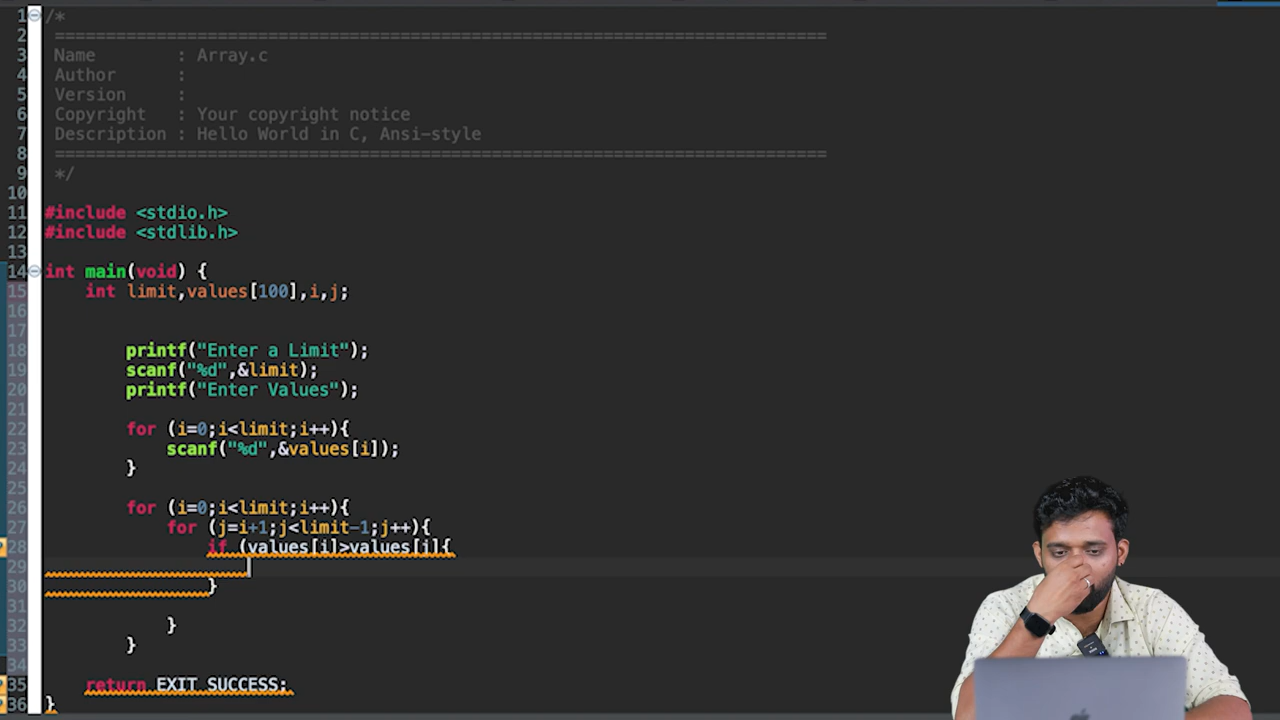 1 /*
2 ============================================================================
3 Name        : Array.c
4 Author      :
5 Version     :
6 Copyright   : Your copyright notice
7 Description : Hello World in C, Ansi-style
8 ============================================================================
9 */
10
11 #include <stdio.h>
12 #include <stdlib.h>
13
14 int main(void) {
15     int limit,values[100],i,j;
16
17
18         printf("Enter a Limit");
19         scanf("%d",&limit);
20         printf("Enter Values");
21
22         for (i=0;i<limit;i++){
23             scanf("%d",&values[i]);
24         }
25
26         for (i=0;i<limit;i++){
27             for (j=i+1;j<limit-1;j++){
28                 if (values[i]>values[j]{
29
30                 }
31
32             }
33         }
34
35     return EXIT_SUCCESS;
36 }